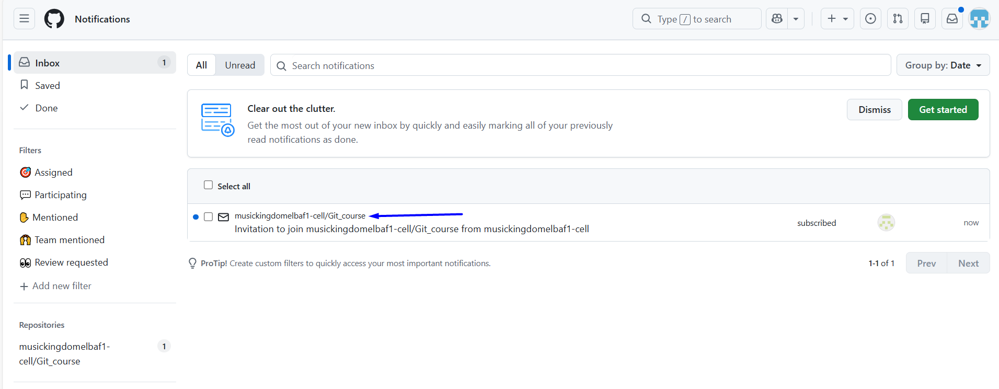 Notifications
Type / to search
Inbox 1
Saved
Done
Filters
Assigned
Participating
Mentioned
Team mentioned
Review requested
Add new filter
Repositories
musickingdomelbaf1-
cell/Git_course 1
All Unread Search notifications Group by: Date
Clear out the clutter.
Get the most out of your new inbox by quickly and easily marking all of your previously
read notifications as done.
Dismiss Get started
Select all
musickingdomelbaf1-cell/Git_course
Invitation to join musickingdomelbaf1-cell/Git_course from musickingdomelbaf1-cell
subscribed now
ProTip! Create custom filters to quickly access your most important notifications.
1-1 of 1 Prev Next